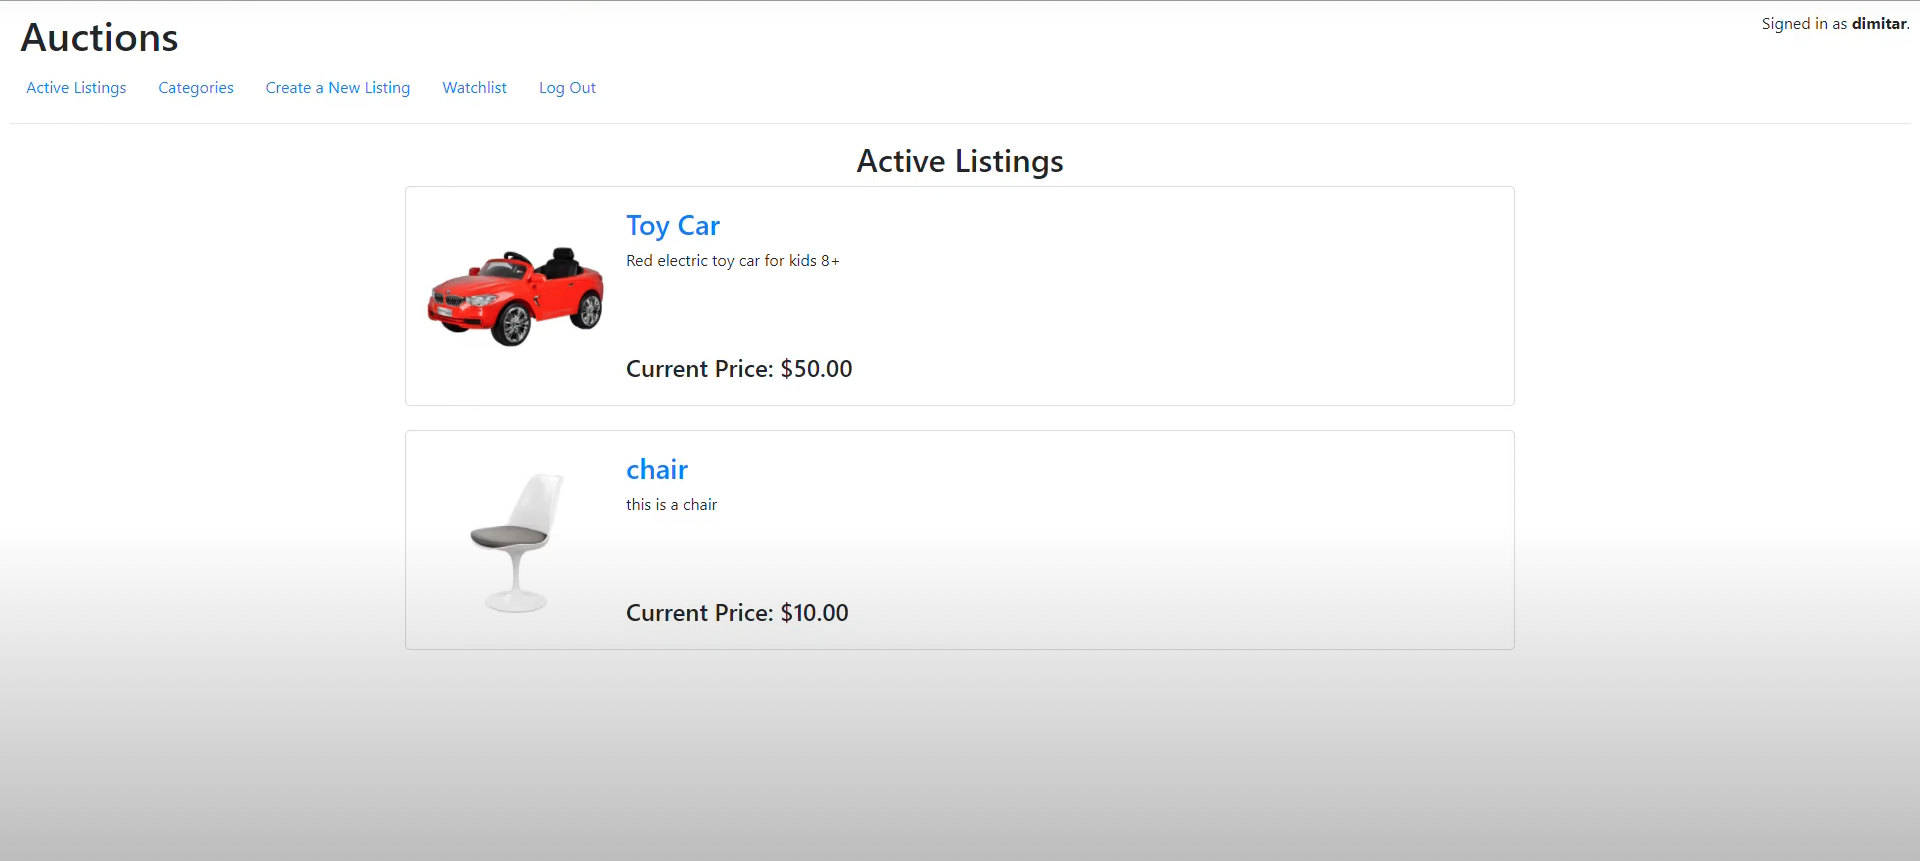 Auctions
Signed in as dimitar.
Active Listings Categories Create a New Listing Watchlist Log Out
Active Listings
Toy Car
Red electric toy car for kids 8+
Current Price: $50.00
chair
this is a chair
Current Price: $10.00